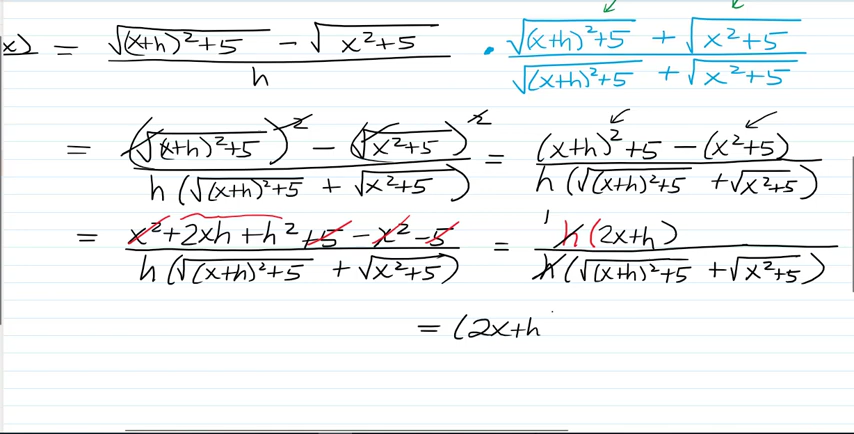 x) = (√((x+h)²+5) − √(x²+5))/h · (√((x+h)²+5) + √(x²+5))/(√((x+h)²+5) + √(x²+5))
= ((√((x+h)²+5))² − (√(x²+5))²)/(h(√((x+h)²+5) + √(x²+5))) = ((x+h)²+5 − (x²+5))/(h(√((x+h)²+5) + √(x²+5)))
= (x²+2xh+h²+5−x²−5)/(h(√((x+h)²+5) + √(x²+5))) = (1 h(2x+h))/(h(√((x+h)²+5) + √(x²+5)))
= (2x+h